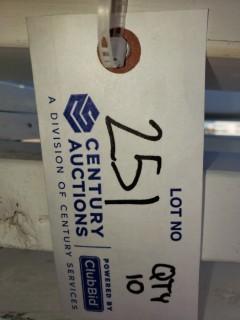 LOT NO
251
QTY
10
CENTURY
AUCTIONS
A DIVISION OF CENTURY SERVICES
POWERED BY
ClubBid